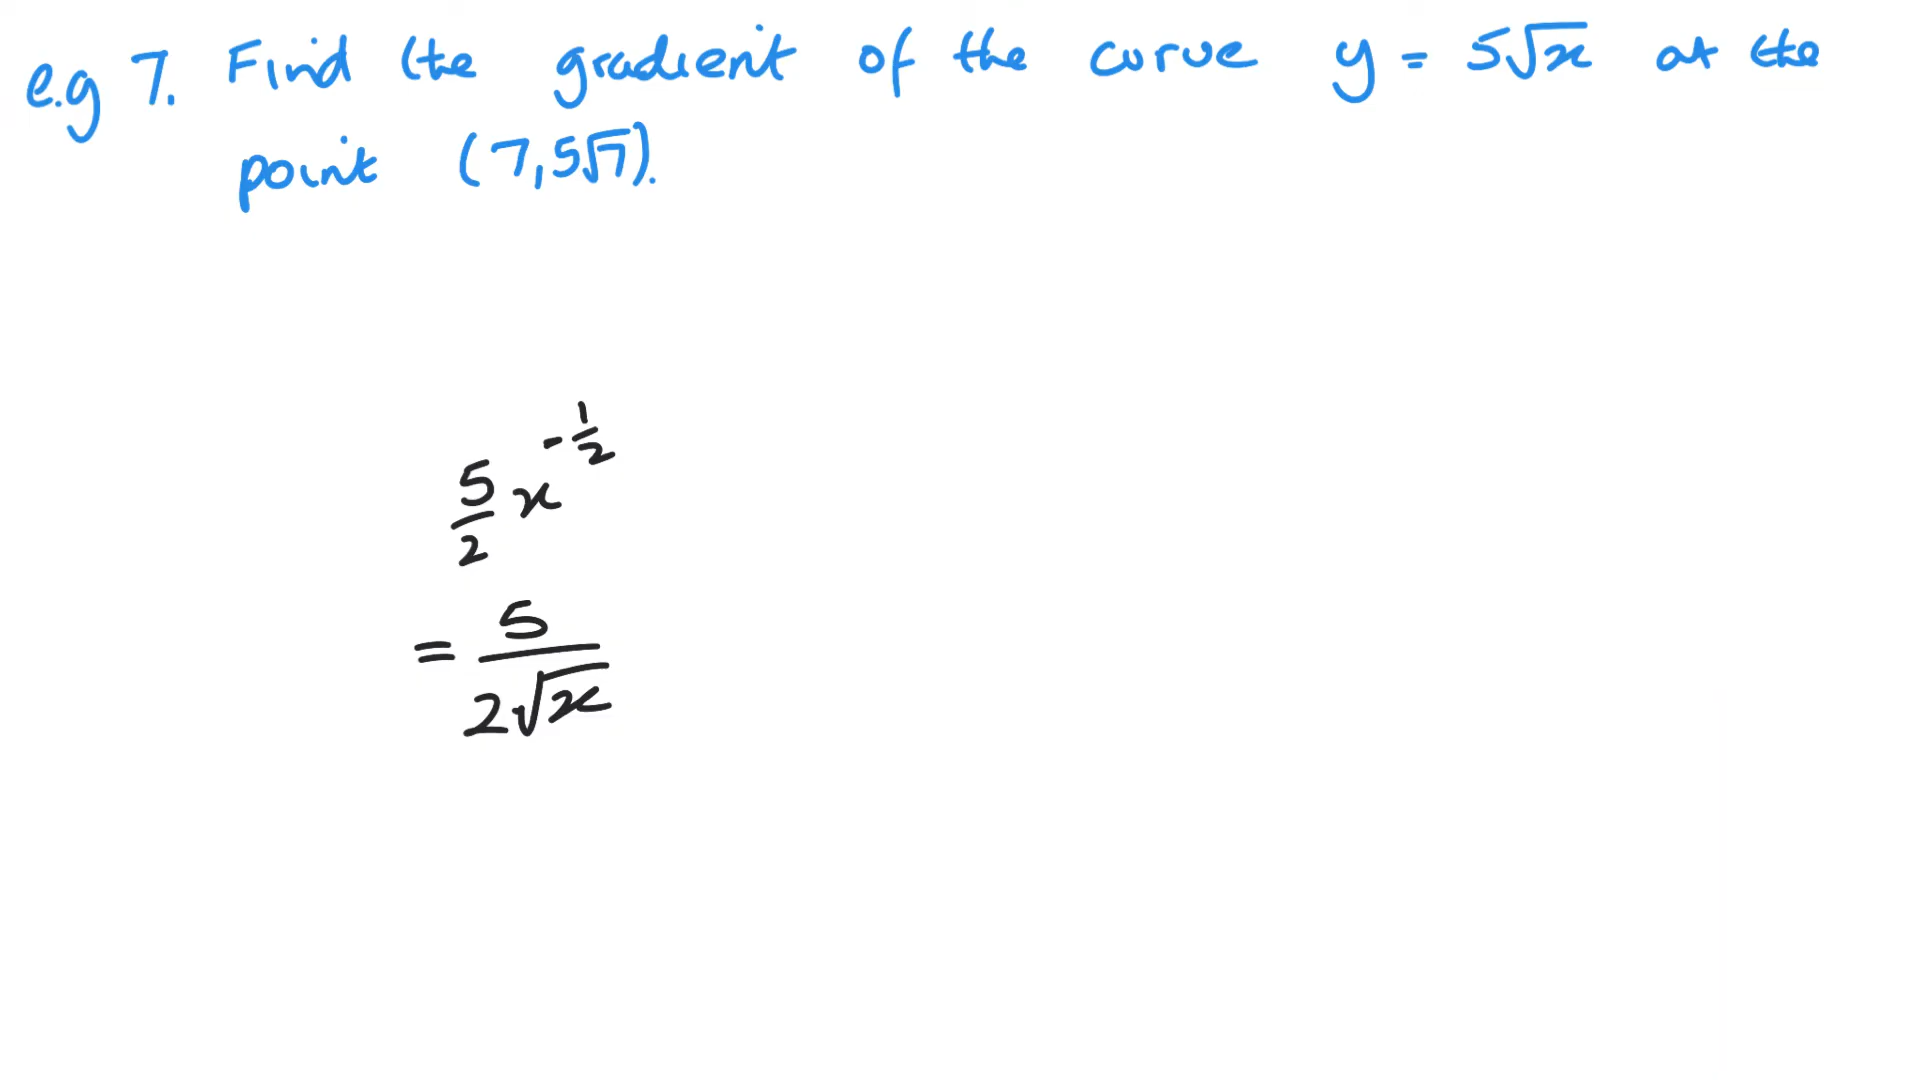 e.g 7. Find the gradient of the curve y = 5√x at the
point (7,5√7).
5/2 x^(-1/2)
= 5/(2√x)